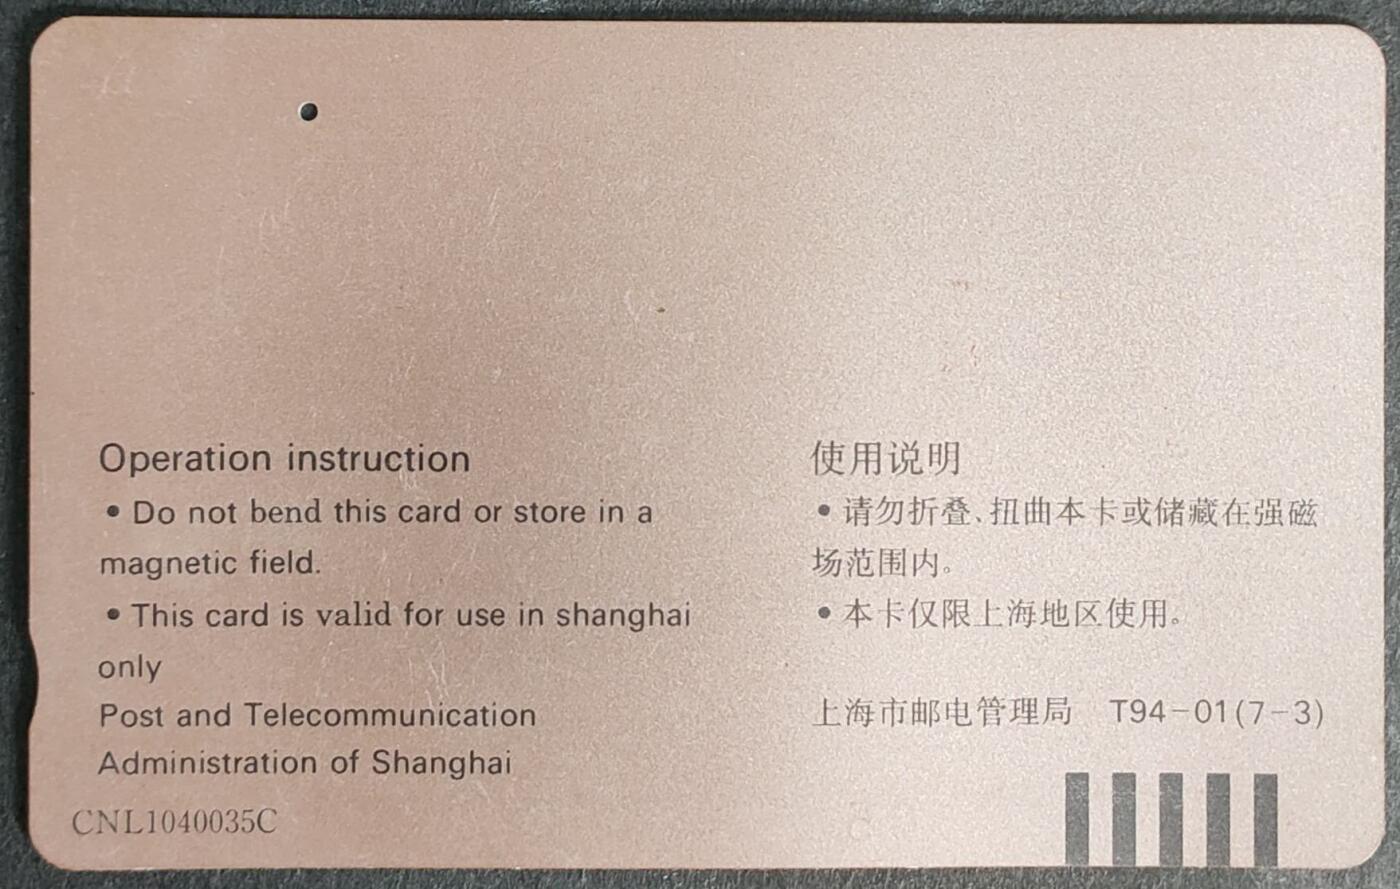 Operation instruction
• Do not bend this card or store in a
magnetic field.
• This card is valid for use in shanghai
only
Post and Telecommunication
Administration of Shanghai
CNL1040035C
使用说明
• 请勿折叠、扭曲本卡或储藏在强磁
场范围内。
• 本卡仅限上海地区使用。
上海市邮电管理局 T94-01(7-3)